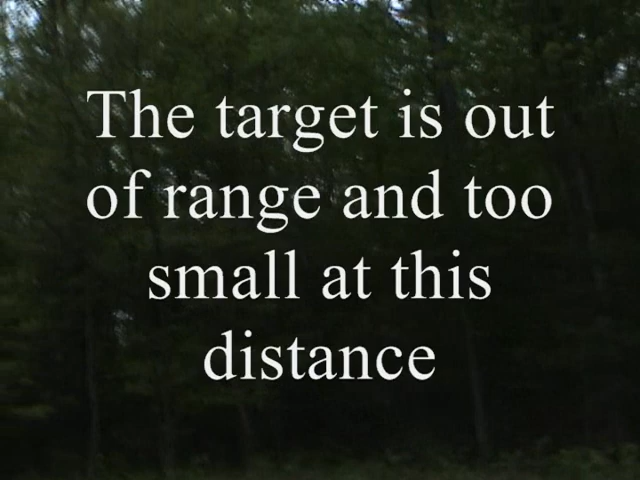 The target is out
of range and too
small at this
distance